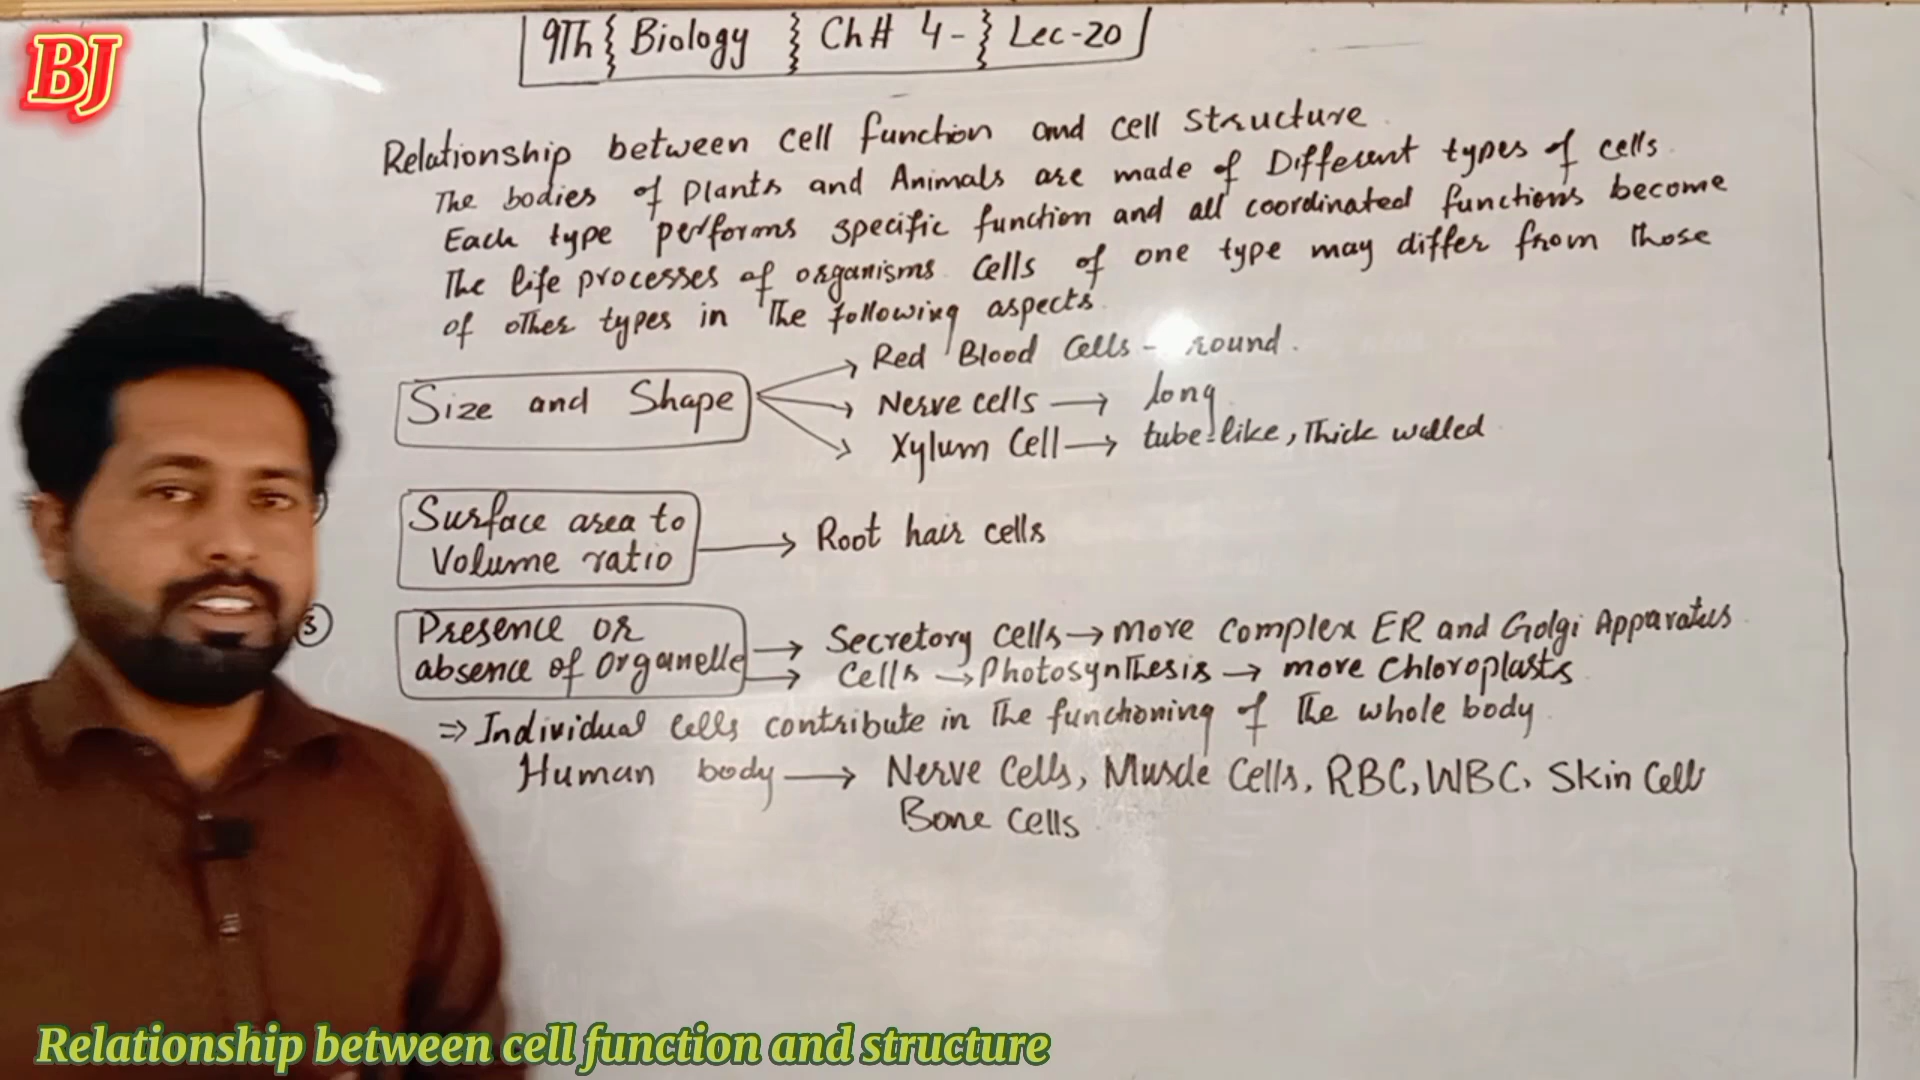 BJ
9Th Biology Ch# 4- Lec-20
Relationship between cell function and cell structure.
The bodies of plants and Animals are made of Different types of cells.
Each type performs specific function and all coordinated functions become
The life processes of organisms. Cells of one type may differ from Those
of other types in The following aspects.
Size and Shape
Red Blood Cells - round.
Nerve cells → long
Xylum Cell → tube-like, Thick walled
Surface area to
Volume ratio → Root hair cells
3
Presence or
absence of Organelle
→ Secretory Cells → more complex ER and Golgi Apparatus
→ Cells → Photosynthesis → more Chloroplasts
⇒ Individual Cells contribute in The functioning of The whole body
Human body → Nerve Cells, Muscle Cells, RBC, WBC, Skin Cells
Bone Cells
Relationship between cell function and structure